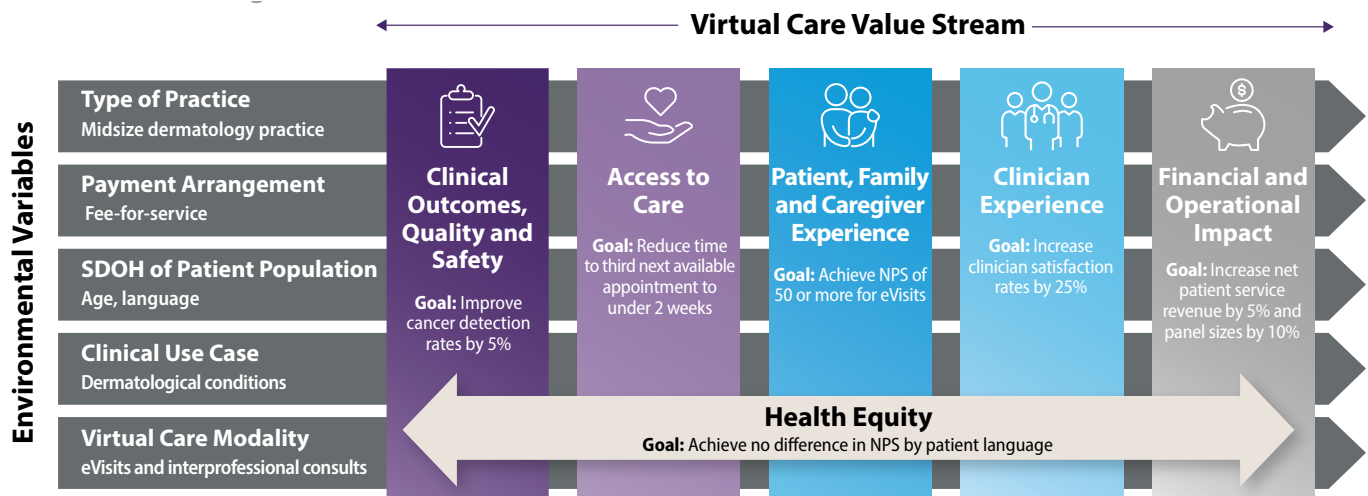 Virtual Care Value Stream
Environmental Variables
Type of Practice
Midsize dermatology practice
Payment Arrangement
Fee-for-service
SDOH of Patient Population
Age, language
Clinical Use Case
Dermatological conditions
Virtual Care Modality
eVisits and interprofessional consults
Clinical
Outcomes,
Quality and
Safety
Goal: Improve
cancer detection
rates by 5%
Access to
Care
Goal: Reduce time
to third next available
appointment to
under 2 weeks
Patient, Family
and Caregiver
Experience
Goal: Achieve NPS of
50 or more for eVisits
Clinician
Experience
Goal: Increase
clinician satisfaction
rates by 25%
$
Financial and
Operational
Impact
Goal: Increase net
patient service
revenue by 5% and
panel sizes by 10%
Health Equity
Goal: Achieve no difference in NPS by patient language